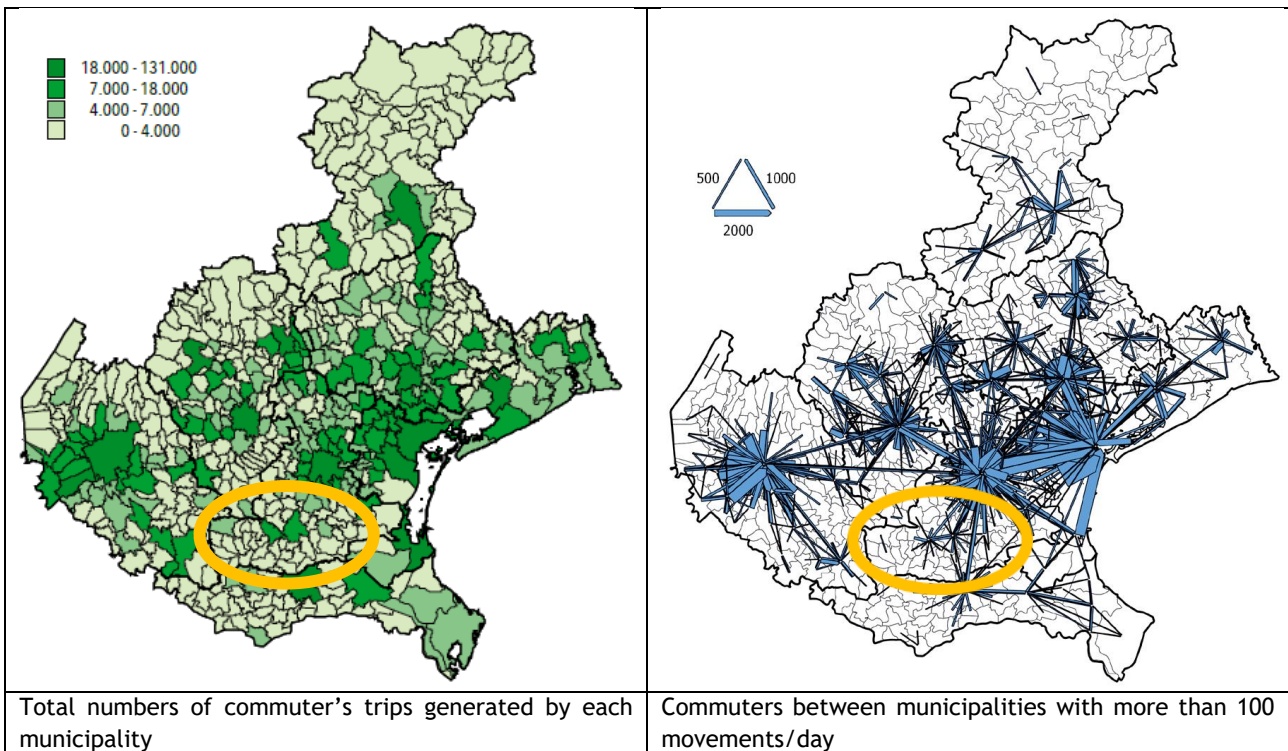 18.000 - 131.000
7.000 - 18.000
4.000 - 7.000
0 - 4.000
500
1000
2000
Total numbers of commuter’s trips generated by each
municipality
Commuters between municipalities with more than 100
movements/day